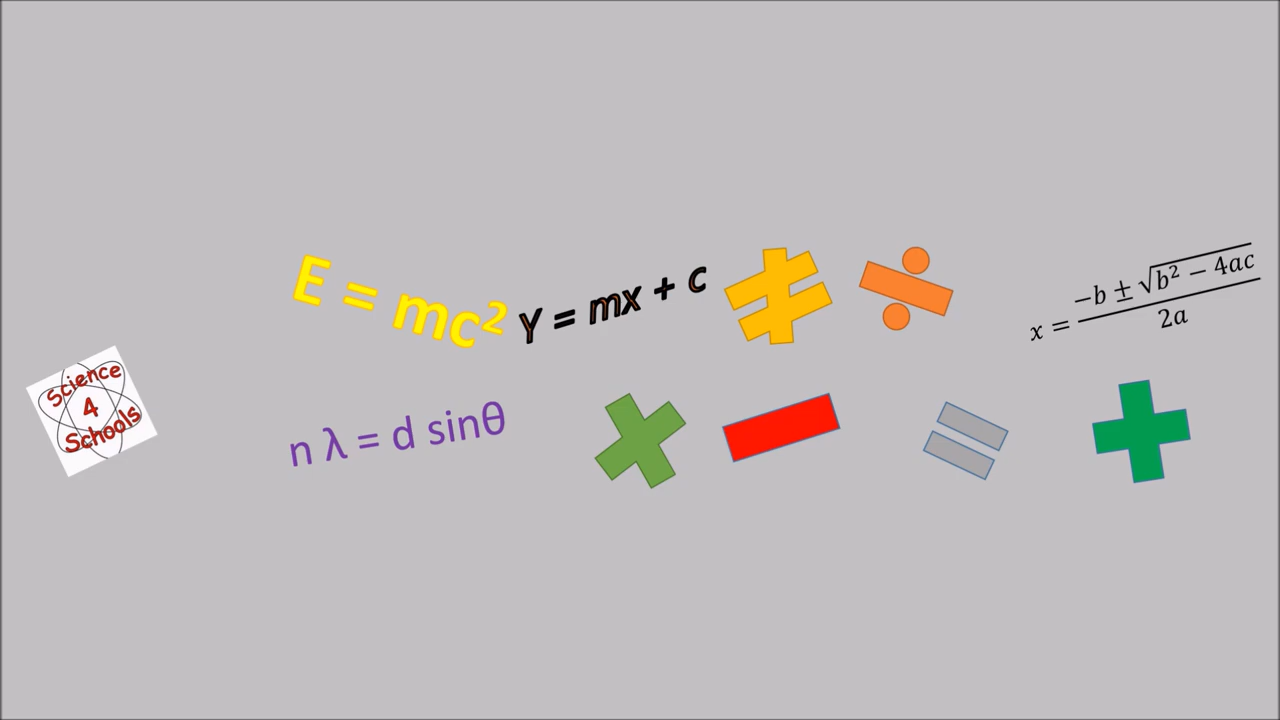 E = mc²
Y = mx + c
≠
÷
x = (-b ± √(b² − 4ac)) / 2a
Science
4
Schools
n λ = d sinθ
×
−
=
+